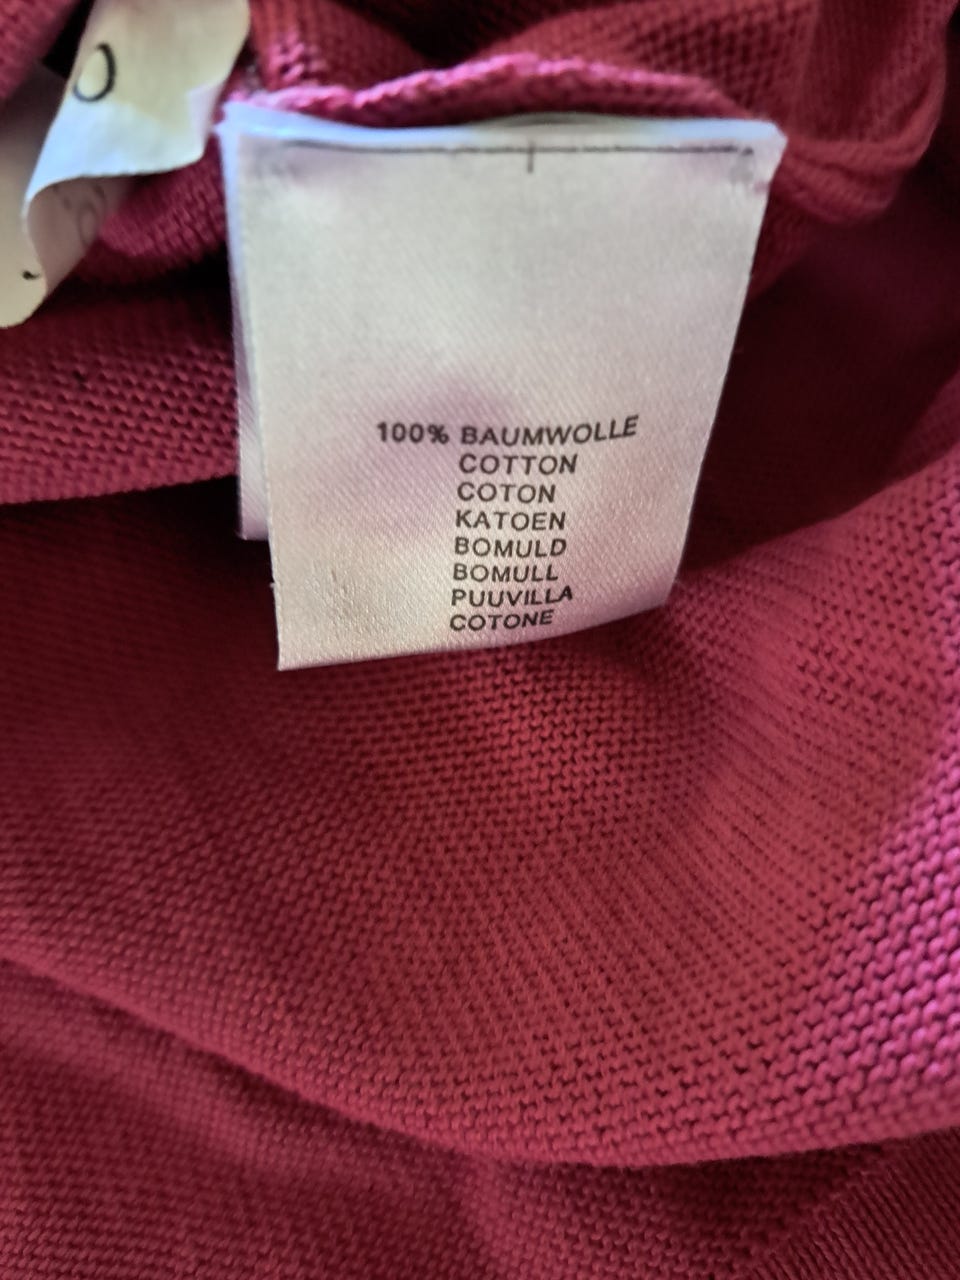 100% BAUMWOLLE
COTTON
COTON
KATOEN
BOMULD
BOMULL
PUUVILLA
COTONE